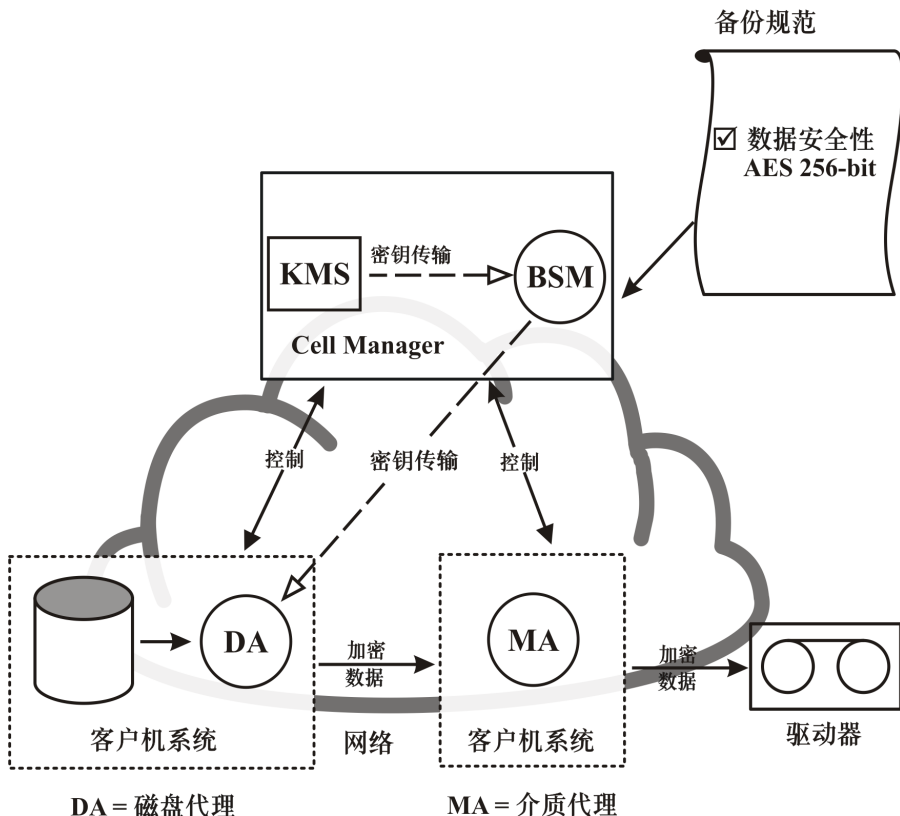 备份规范
☑ 数据安全性
AES 256-bit
KMS
密钥传输
BSM
Cell Manager
控制
密钥传输
控制
DA
加密
数据
MA
加密
数据
客户机系统
网络
客户机系统
驱动器
DA = 磁盘代理
MA = 介质代理